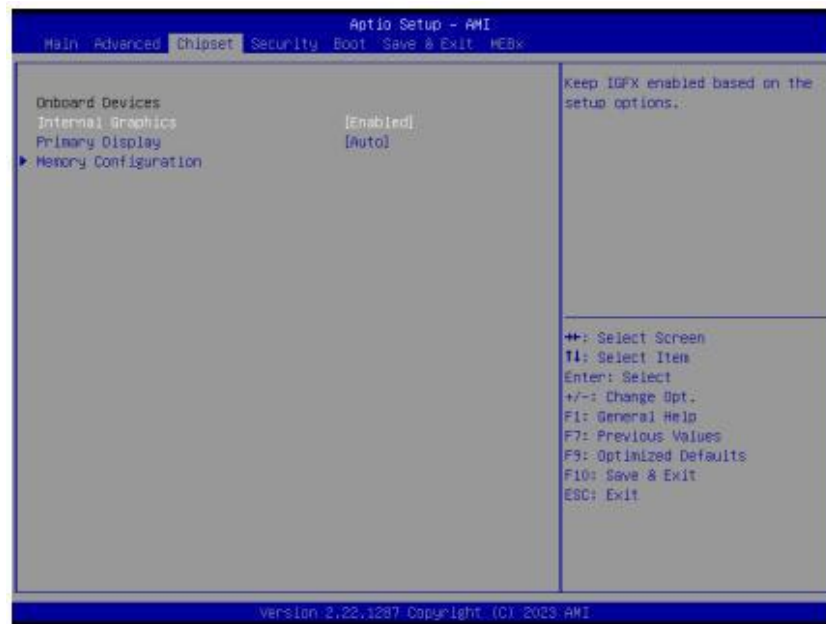 Aptio Setup - AMI
Main Advanced Chipset Security Boot Save & Exit MEBx
Onboard Devices
Internal Graphics [Enabled]
Primary Display [Auto]
Memory Configuration
Keep IGFX enabled based on the
setup options.
→←: Select Screen
↑↓: Select Item
Enter: Select
+/-: Change Opt.
F1: General Help
F7: Previous Values
F9: Optimized Defaults
F10: Save & Exit
ESC: Exit
Version 2.22.1287 Copyright (C) 2023 AMI